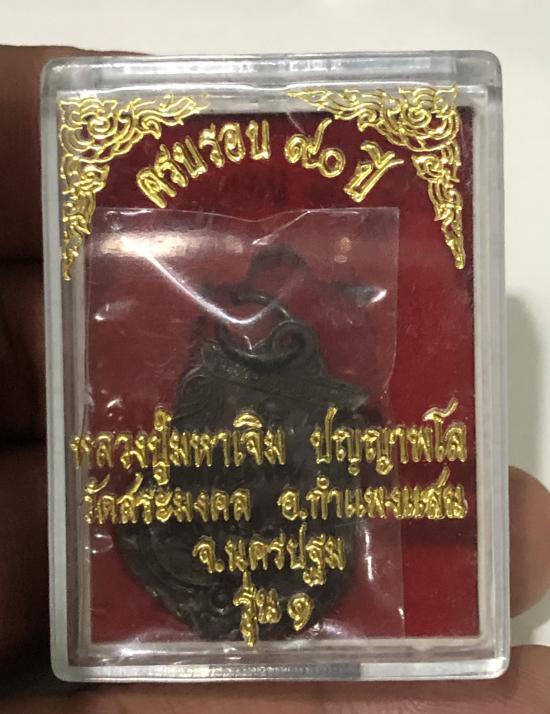 ครบรอบ ๙๐ ปี
หลวงปู่มหาเจิม ปญฺญาพโล
วัดสระมงคล อ.กำแพงแสน
จ.นครปฐม
รุ่น ๑